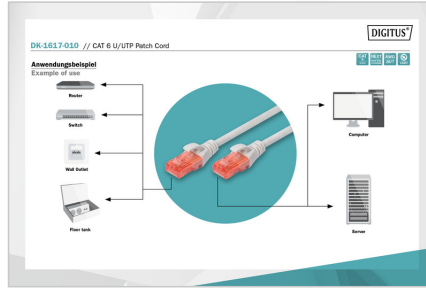 DIGITUS®
DK-1617-010 // CAT 6 U/UTP Patch Cord
Anwendungsbeispiel
Example of use
Router
Switch
Wall Outlet
Floor tank
Computer
Server